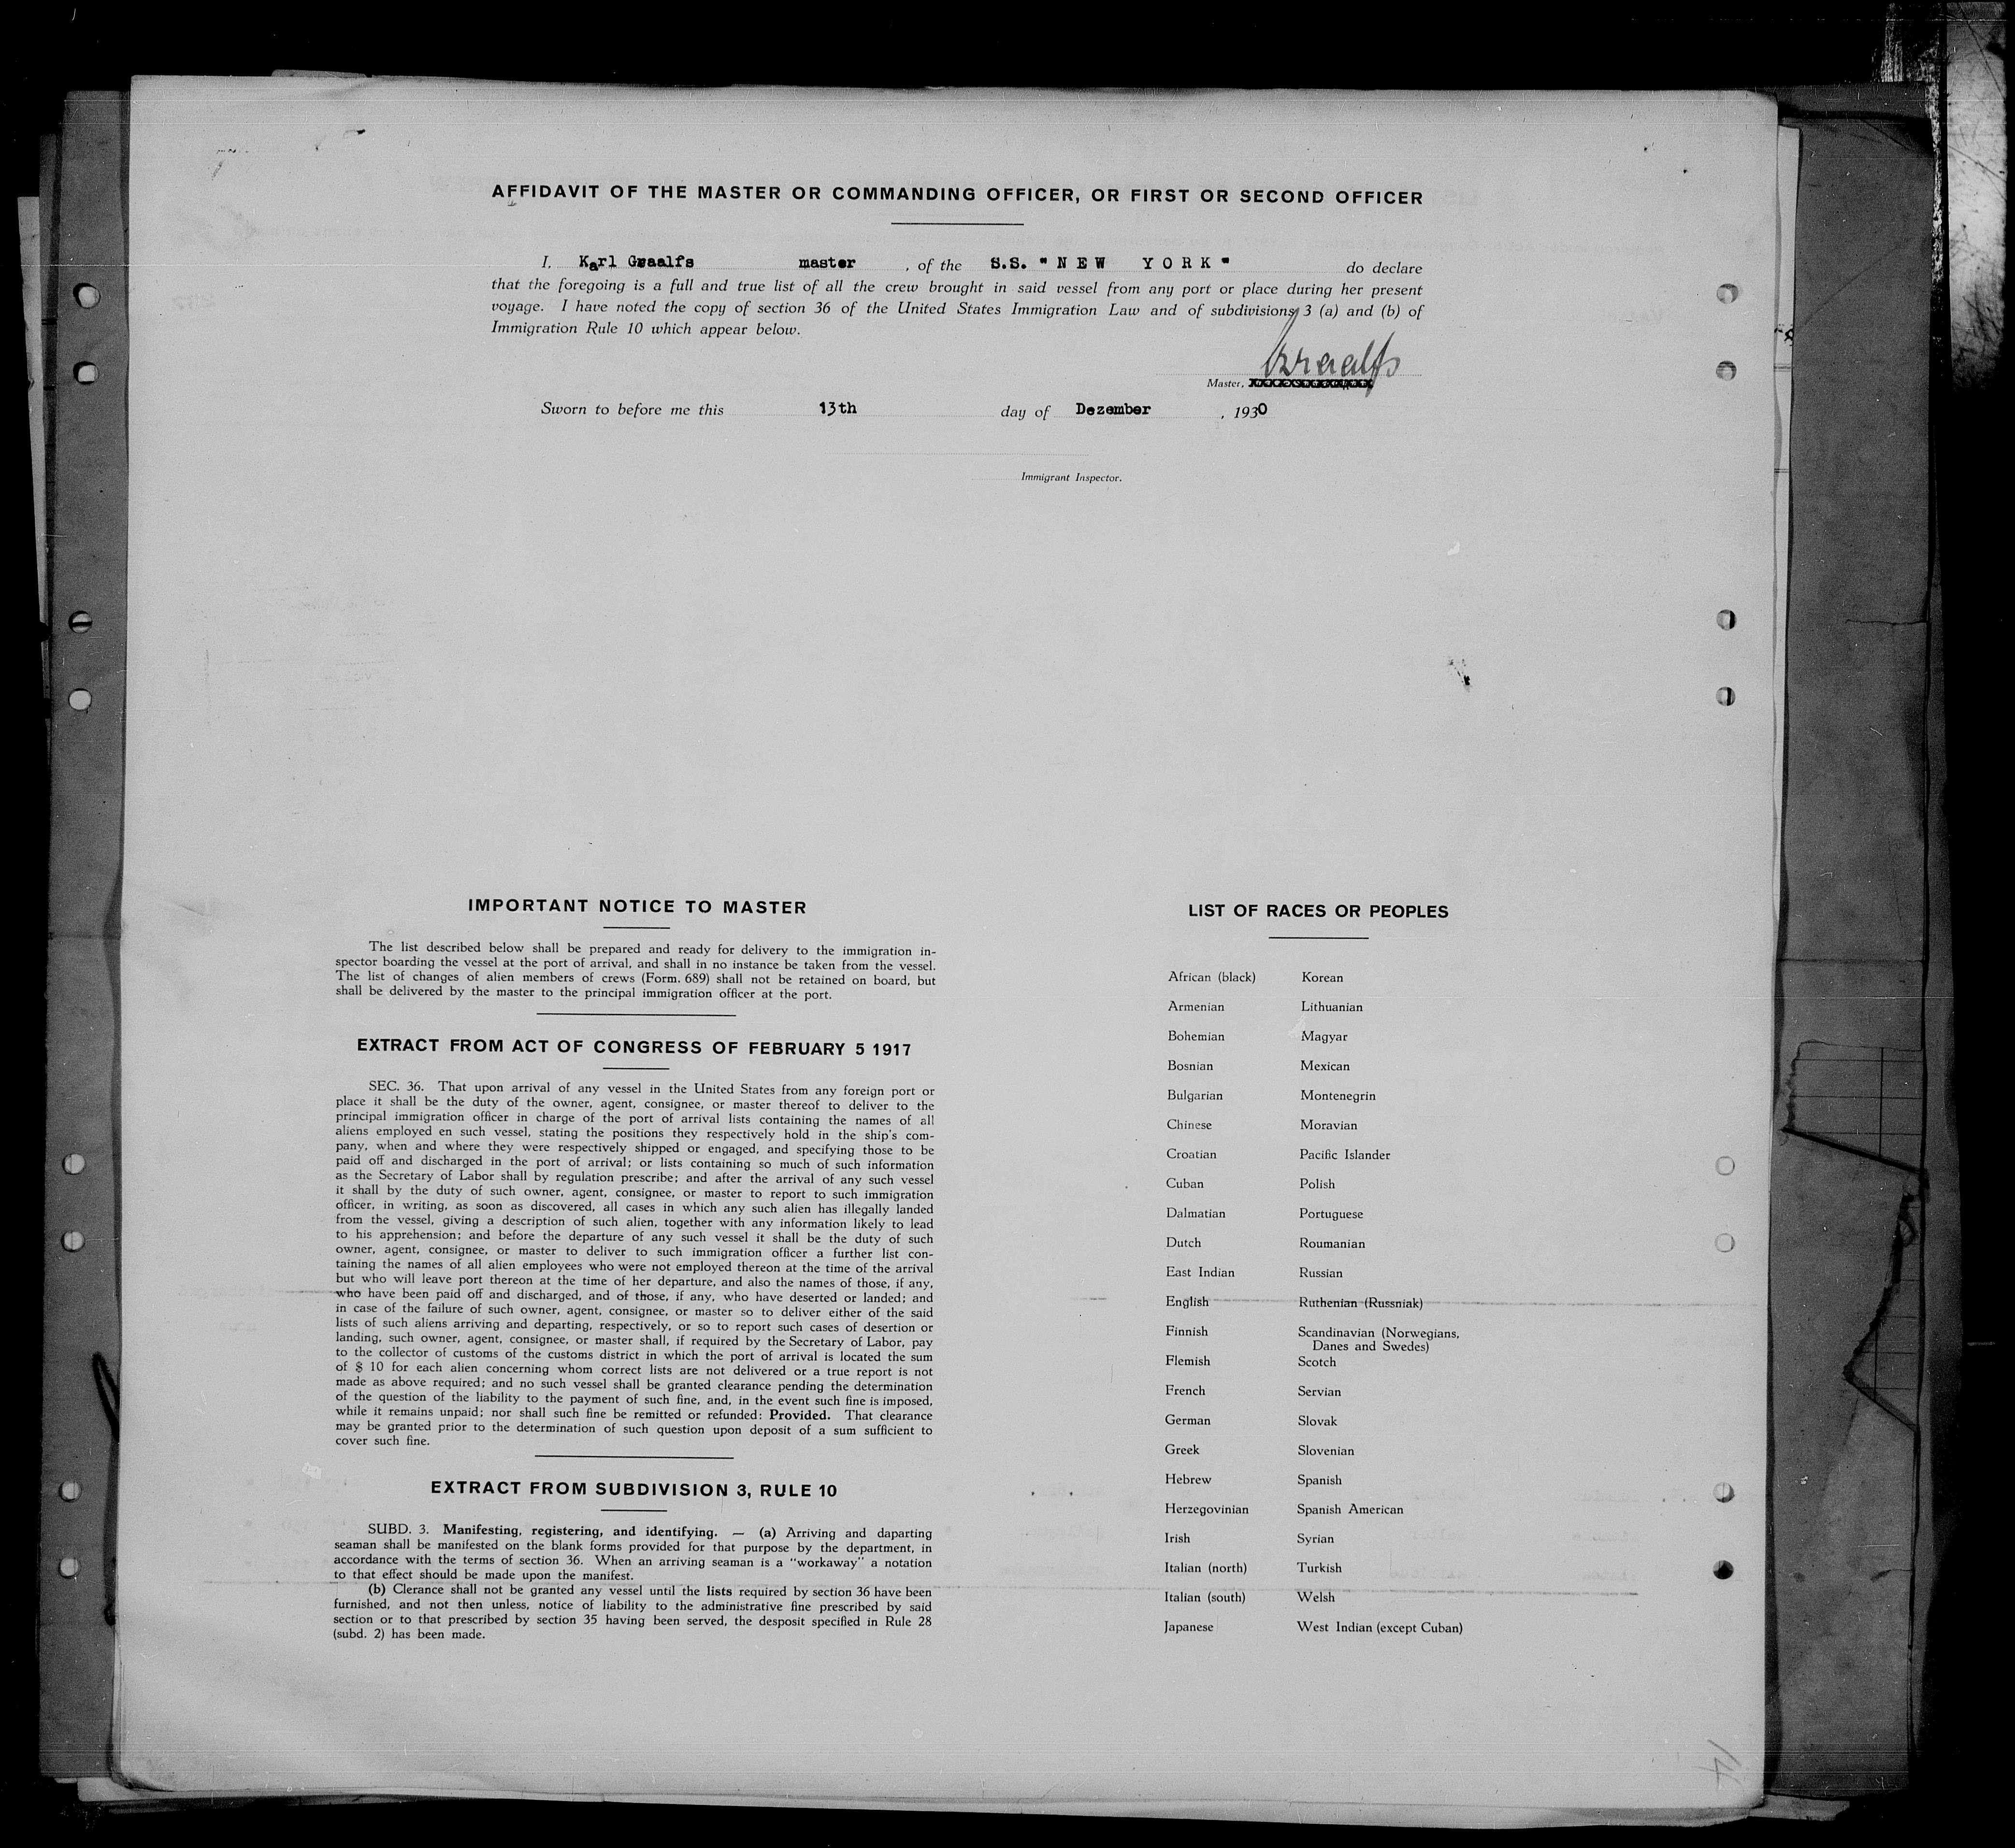 AFFIDAVIT OF THE MASTER OR COMMANDING OFFICER, OR FIRST OR SECOND OFFICER
I, Karl Graalfs master, of the S.S. "NEW YORK" do declare
that the foregoing is a full and true list of all the crew brought in said vessel from any port or place during her present
voyage. I have noted the copy of section 36 of the United States Immigration Law and of subdivisions 3 (a) and (b) of
Immigration Rule 10 which appear below.
Graalfs
Master,
Sworn to before me this 13th day of Dezember, 1930
Immigrant Inspector.
IMPORTANT NOTICE TO MASTER
The list described below shall be prepared and ready for delivery to the immigration in-
spector boarding the vessel at the port of arrival, and shall in no instance be taken from the vessel.
The list of changes of alien members of crews (Form. 689) shall not be retained on board, but
shall be delivered by the master to the principal immigration officer at the port.
EXTRACT FROM ACT OF CONGRESS OF FEBRUARY 5 1917
SEC. 36. That upon arrival of any vessel in the United States from any foreign port or
place it shall be the duty of the owner, agent, consignee, or master thereof to deliver to the
principal immigration officer in charge of the port of arrival lists containing the names of all
aliens employed en such vessel, stating the positions they respectively hold in the ship's com-
pany, when and where they were respectively shipped or engaged, and specifying those to be
paid off and discharged in the port of arrival; or lists containing so much of such information
as the Secretary of Labor shall by regulation prescribe; and after the arrival of any such vessel
it shall by the duty of such owner, agent, consignee, or master to report to such immigration
officer, in writing, as soon as discovered, all cases in which any such alien has illegally landed
from the vessel, giving a description of such alien, together with any information likely to lead
to his apprehension; and before the departure of any such vessel it shall be the duty of such
owner, agent, consignee, or master to deliver to such immigration officer a further list con-
taining the names of all alien employees who were not employed thereon at the time of the arrival
but who will leave port thereon at the time of her departure, and also the names of those, if any,
who have been paid off and discharged, and of those, if any, who have deserted or landed; and
in case of the failure of such owner, agent, consignee, or master so to deliver either of the said
lists of such aliens arriving and departing, respectively, or so to report such cases of desertion or
landing, such owner, agent, consignee, or master shall, if required by the Secretary of Labor, pay
to the collector of customs of the customs district in which the port of arrival is located the sum
of $ 10 for each alien concerning whom correct lists are not delivered or a true report is not
made as above required; and no such vessel shall be granted clearance pending the determination
of the question of the liability to the payment of such fine, and, in the event such fine is imposed,
while it remains unpaid; nor shall such fine be remitted or refunded: Provided. That clearance
may be granted prior to the determination of such question upon deposit of a sum sufficient to
cover such fine.
EXTRACT FROM SUBDIVISION 3, RULE 10
SUBD. 3. Manifesting, registering, and identifying. — (a) Arriving and daparting
seaman shall be manifested on the blank forms provided for that purpose by the department, in
accordance with the terms of section 36. When an arriving seaman is a "workaway" a notation
to that effect should be made upon the manifest.
(b) Clerance shall not be granted any vessel until the lists required by section 36 have been
furnished, and not then unless, notice of liability to the administrative fine prescribed by said
section or to that prescribed by section 35 having been served, the desposit specified in Rule 28
(subd. 2) has been made.
LIST OF RACES OR PEOPLES
African (black) Korean
Armenian Lithuanian
Bohemian Magyar
Bosnian Mexican
Bulgarian Montenegrin
Chinese Moravian
Croatian Pacific Islander
Cuban Polish
Dalmatian Portuguese
Dutch Roumanian
East Indian Russian
English Ruthenian (Russniak)
Finnish Scandinavian (Norwegians,
Danes and Swedes)
Flemish Scotch
French Servian
German Slovak
Greek Slovenian
Hebrew Spanish
Herzegovinian Spanish American
Irish Syrian
Italian (north) Turkish
Italian (south) Welsh
Japanese West Indian (except Cuban)
14